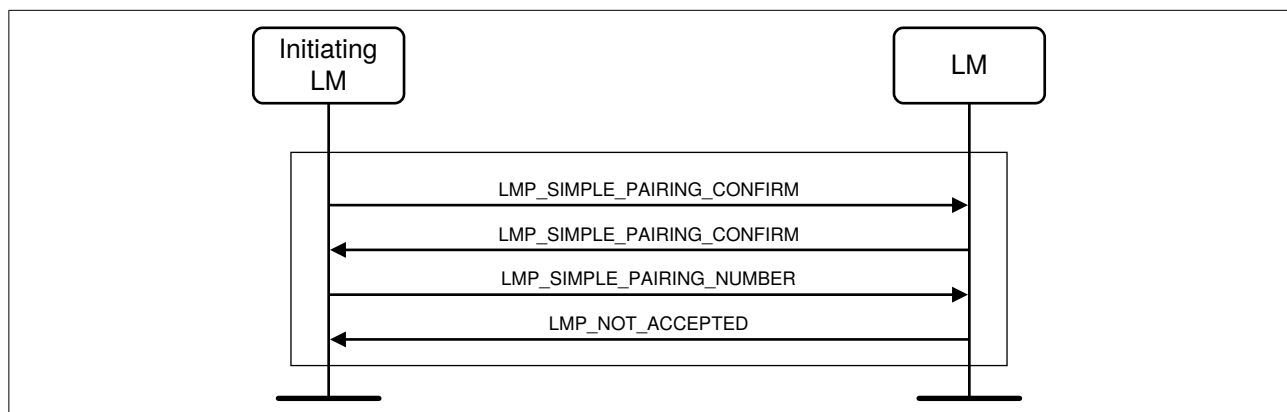 Initiating
LM
LM
LMP_SIMPLE_PAIRING_CONFIRM
LMP_SIMPLE_PAIRING_CONFIRM
LMP_SIMPLE_PAIRING_NUMBER
LMP_NOT_ACCEPTED